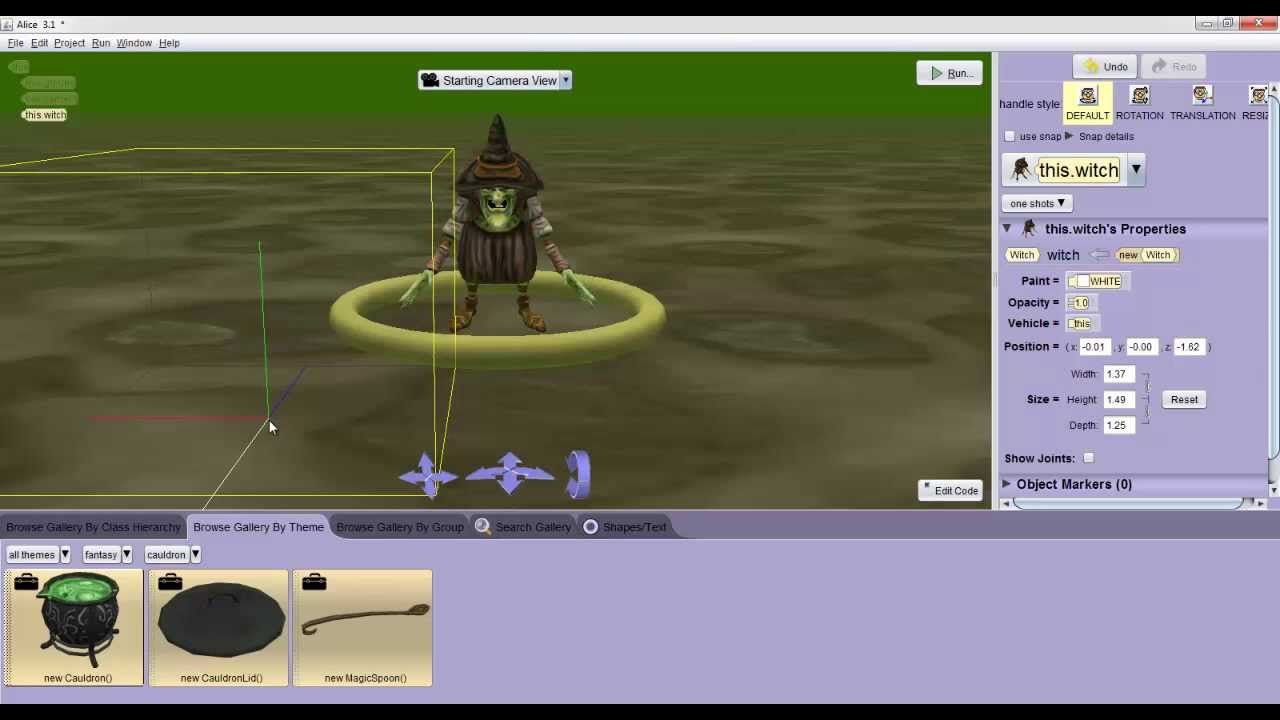 Alice 3.1 *
File Edit Project Run Window Help
this
this.witch
Starting Camera View
Run...
Undo
Redo
handle style:
DEFAULT
ROTATION
TRANSLATION
RESIZ
use snap
Snap details
this.witch
one shots
this.witch's Properties
Witch witch new Witch
Paint = WHITE
Opacity = 1.0
Vehicle = this
Position = ( x: -0.01 , y: -0.00 , z: -1.62 )
Width: 1.37
Size = Height: 1.49 Reset
Depth: 1.25
Show Joints:
Object Markers (0)
Edit Code
Browse Gallery By Class Hierarchy
Browse Gallery By Theme
Browse Gallery By Group
Search Gallery
Shapes/Text
all themes
fantasy
cauldron
new Cauldron()
new CauldronLid()
new MagicSpoon()